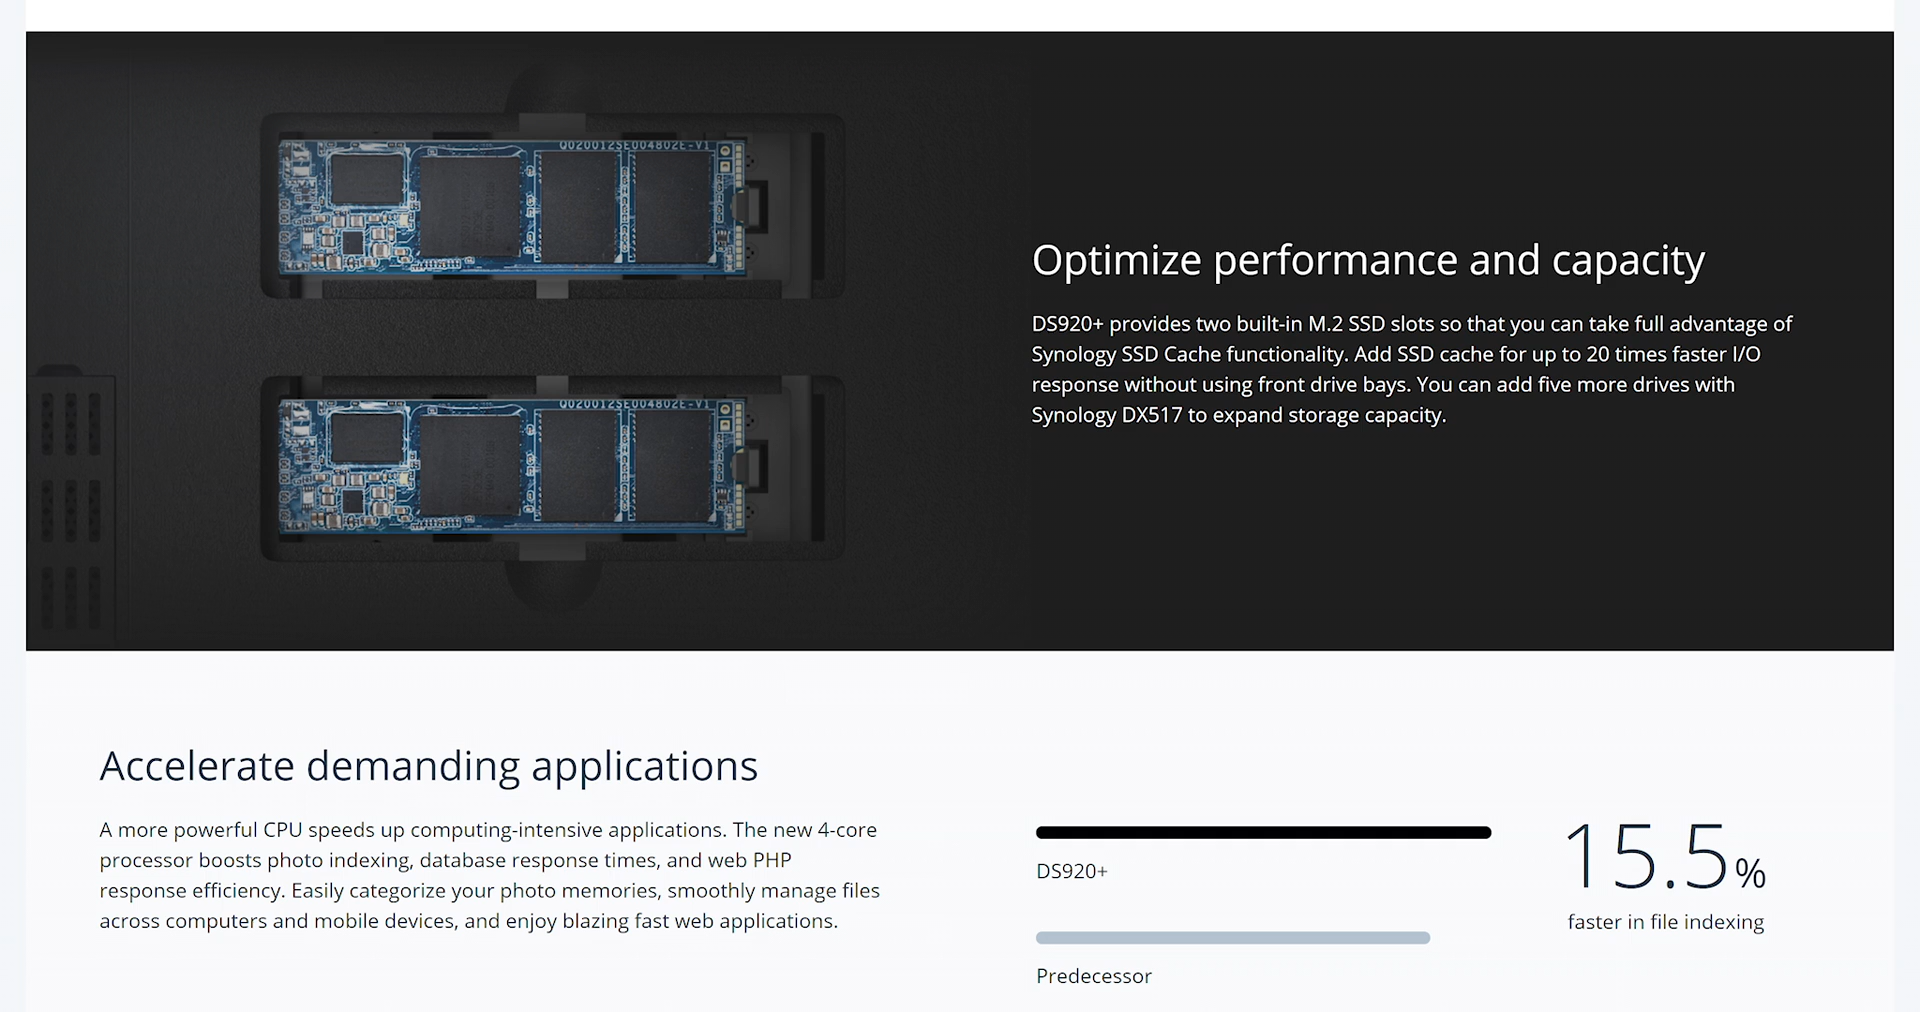 Q020012SE004802E-V1
Q020012SE004802E-V1
Optimize performance and capacity
DS920+ provides two built-in M.2 SSD slots so that you can take full advantage of
Synology SSD Cache functionality. Add SSD cache for up to 20 times faster I/O
response without using front drive bays. You can add five more drives with
Synology DX517 to expand storage capacity.
Accelerate demanding applications
A more powerful CPU speeds up computing-intensive applications. The new 4-core
processor boosts photo indexing, database response times, and web PHP
response efficiency. Easily categorize your photo memories, smoothly manage files
across computers and mobile devices, and enjoy blazing fast web applications.
DS920+
Predecessor
15.5%
faster in file indexing